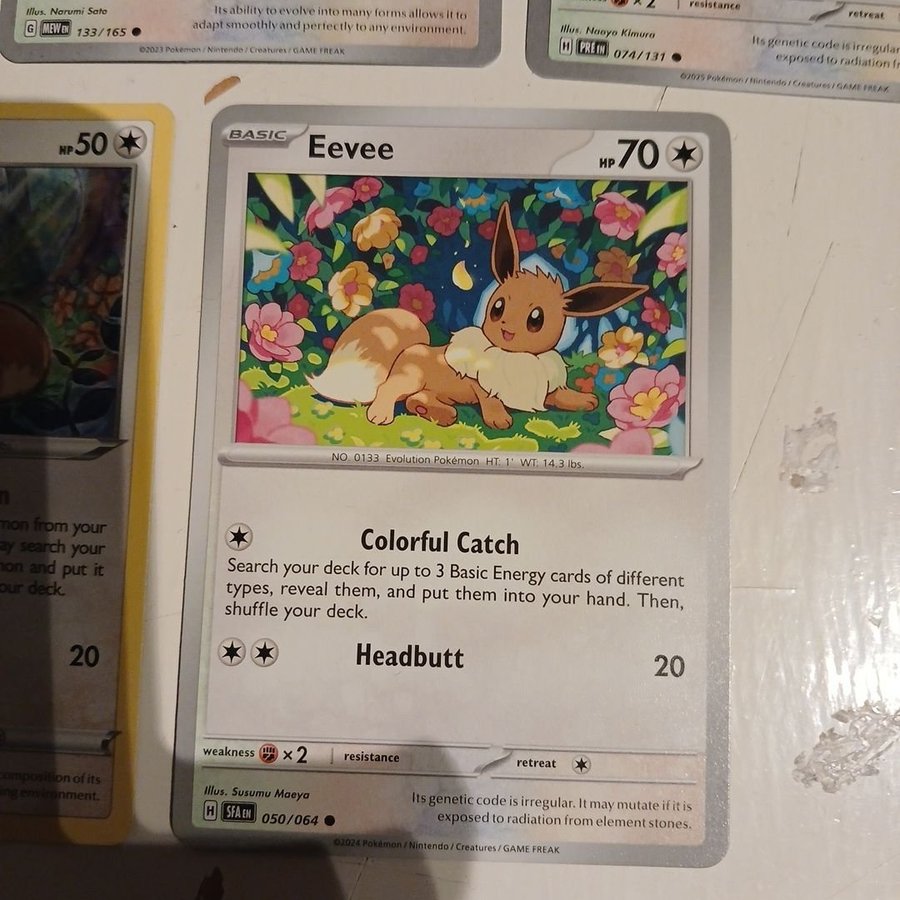 Illus. Narumi Sato
Its ability to evolve into many forms allows it to
adapt smoothly and perfectly to any environment.
G MEW EN 133/165
©2023 Pokémon / Nintendo / Creatures / GAME FREAK
×2 resistance
retreat
Illus. Naoyo Kimura
Its genetic code is irregular
exposed to radiation f
H PRE EN 074/131
©2025 Pokémon / Nintendo / Creatures / GAME FREAK
HP 50
mon from your
ay search your
on and put it
our deck.
20
composition of its
ng environment.
BASIC Eevee HP 70
NO. 0133 Evolution Pokémon HT: 1' WT: 14.3 lbs.
Colorful Catch
Search your deck for up to 3 Basic Energy cards of different
types, reveal them, and put them into your hand. Then,
shuffle your deck.
Headbutt 20
weakness ×2 resistance retreat
Illus. Susumu Maeya
Its genetic code is irregular. It may mutate if it is
exposed to radiation from element stones.
H SFA EN 050/064
©2024 Pokémon / Nintendo / Creatures / GAME FREAK